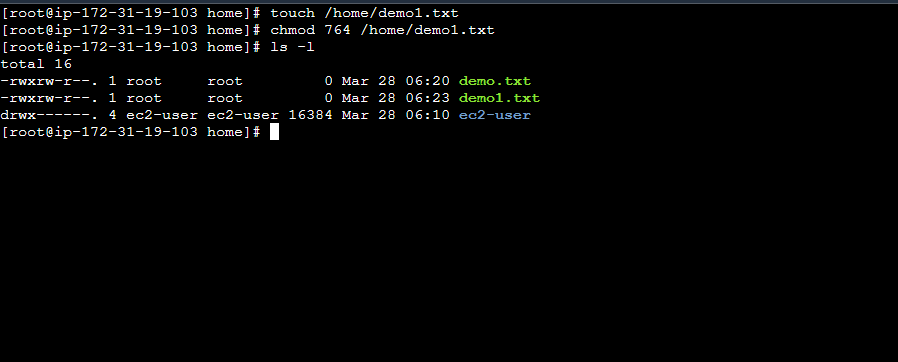 [root@ip-172-31-19-103 home]# touch /home/demo1.txt
[root@ip-172-31-19-103 home]# chmod 764 /home/demo1.txt
[root@ip-172-31-19-103 home]# ls -l
total 16
-rwxrw-r--. 1 root     root         0 Mar 28 06:20 demo.txt
-rwxrw-r--. 1 root     root         0 Mar 28 06:23 demo1.txt
drwx------. 4 ec2-user ec2-user 16384 Mar 28 06:10 ec2-user
[root@ip-172-31-19-103 home]#